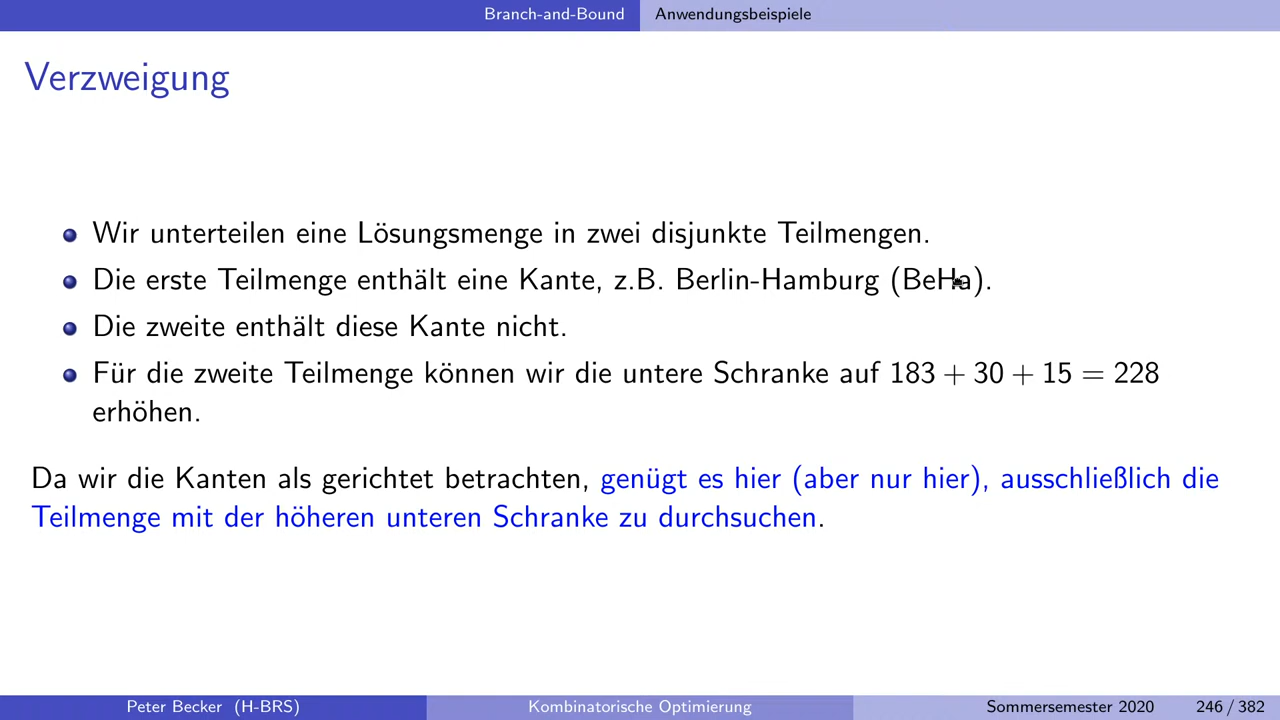 Branch-and-Bound Anwendungsbeispiele
Verzweigung
Wir unterteilen eine Lösungsmenge in zwei disjunkte Teilmengen.
Die erste Teilmenge enthält eine Kante, z.B. Berlin-Hamburg (BeHa).
Die zweite enthält diese Kante nicht.
Für die zweite Teilmenge können wir die untere Schranke auf 183 + 30 + 15 = 228
erhöhen.
Da wir die Kanten als gerichtet betrachten, genügt es hier (aber nur hier), ausschließlich die
Teilmenge mit der höheren unteren Schranke zu durchsuchen.
Peter Becker (H-BRS) Kombinatorische Optimierung Sommersemester 2020 246 / 382